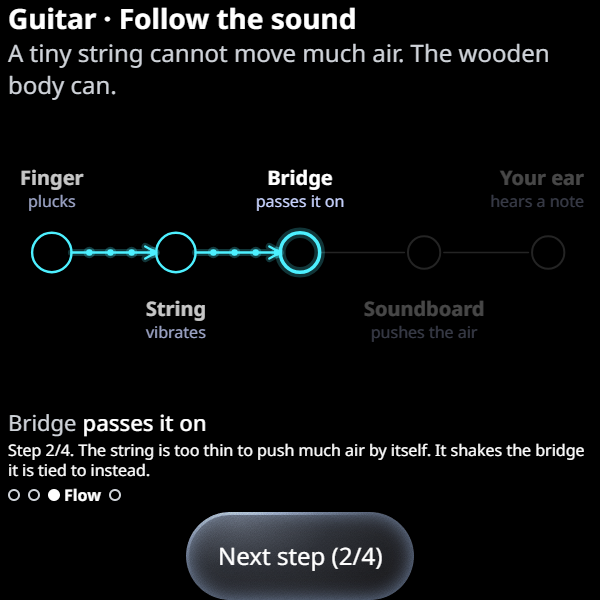 Guitar · Follow the sound
A tiny string cannot move much air. The wooden
body can.
Finger
plucks
Bridge
passes it on
Your ear
hears a note
String
vibrates
Soundboard
pushes the air
Bridge passes it on
Step 2/4. The string is too thin to push much air by itself. It shakes the bridge
it is tied to instead.
Flow
Next step (2/4)